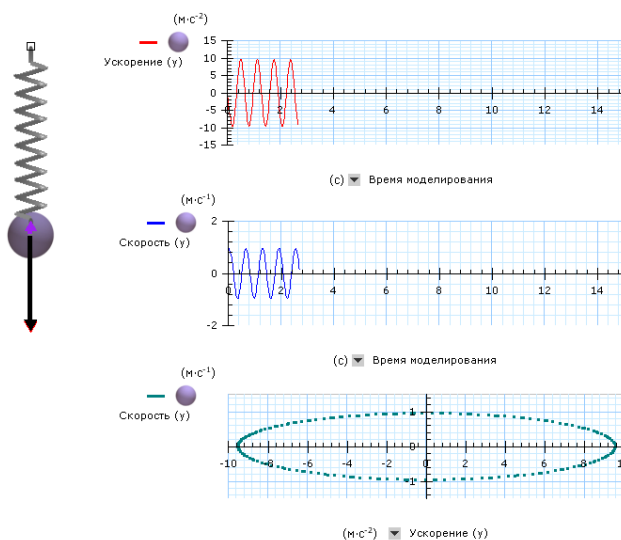 (м·с⁻²)
Ускорение (y)
15
10
5
0
-5
-10
-15
0 2 4 6 8 10 12 14
(с) Время моделирования
(м·с⁻¹)
Скорость (y)
2
0
-2
0 2 4 6 8 10 12 14
(с) Время моделирования
(м·с⁻¹)
Скорость (y)
1
0
-1
-10 -8 -6 -4 -2 0 2 4 6 8
(м·с⁻²) Ускорение (y)